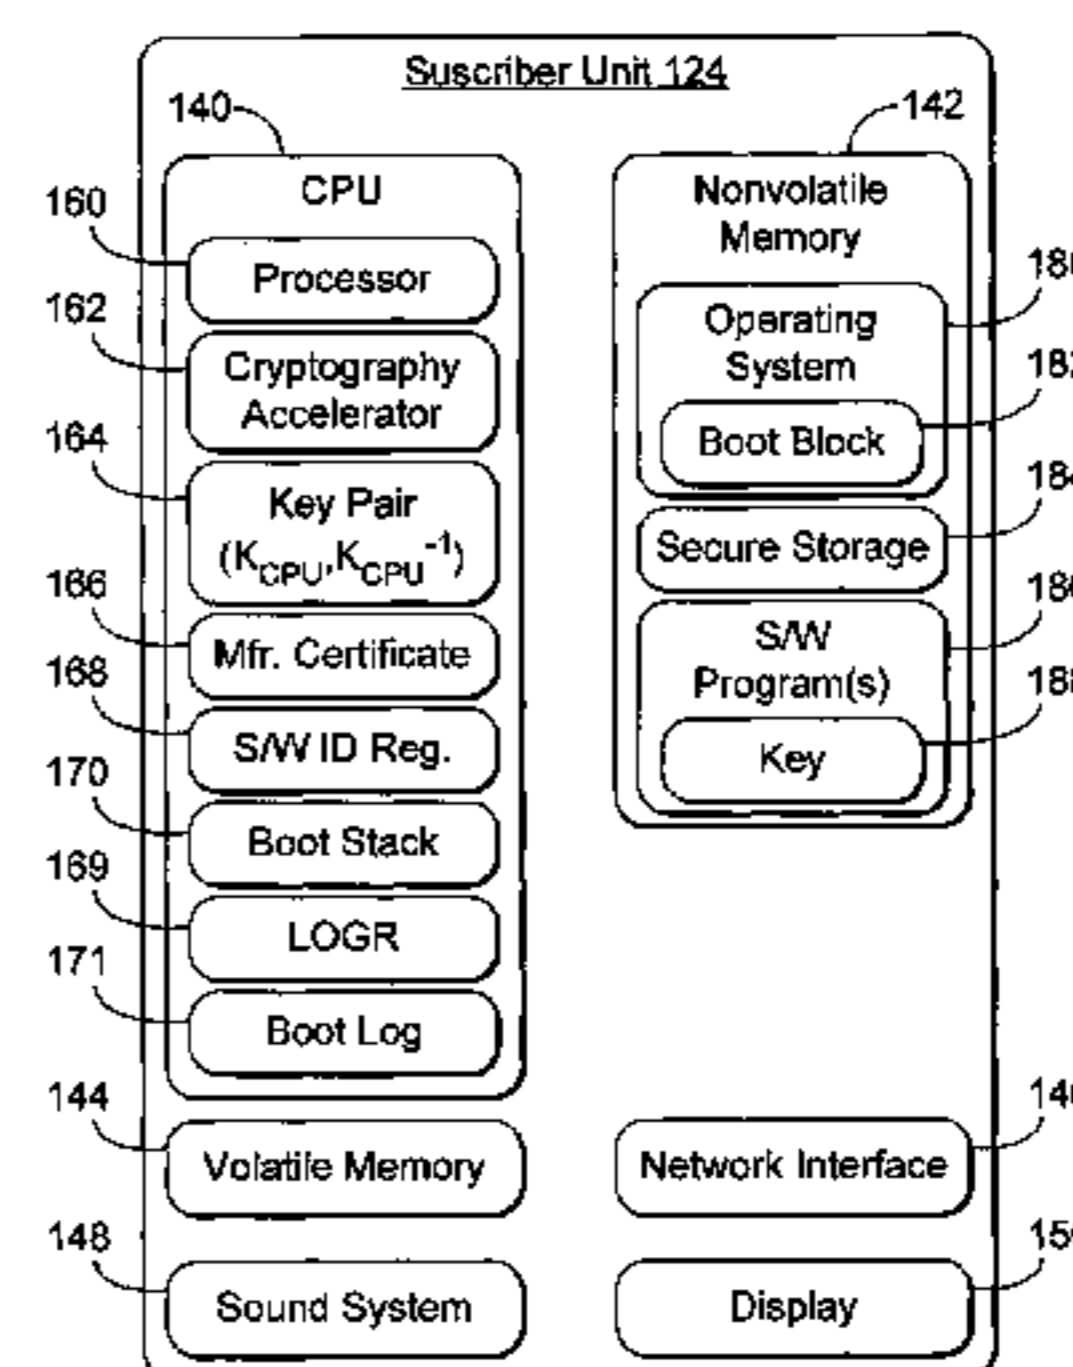 Suscriber Unit 124
140
142
CPU
160
Processor
162
Cryptography
Accelerator
164
Key Pair
(K_CPU, K_CPU^-1)
166
Mfr. Certificate
168
S/W ID Reg.
170
Boot Stack
169
LOGR
171
Boot Log
Nonvolatile
Memory
Operating
System
Boot Block
Secure Storage
S/W
Program(s)
Key
144
Volatile Memory
Network Interface
148
Sound System
Display